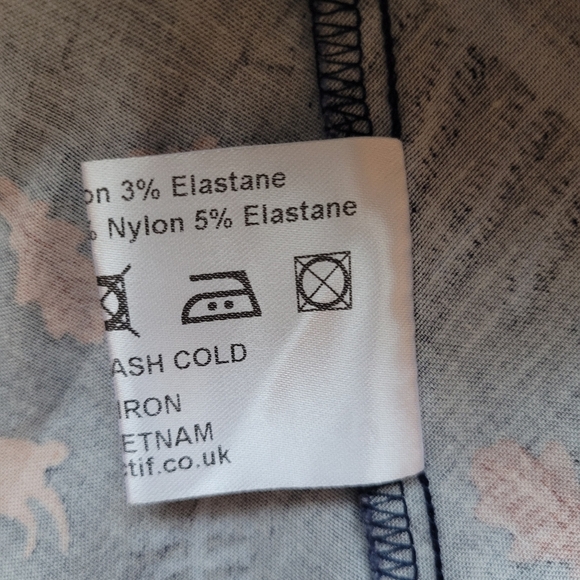 on 3% Elastane
% Nylon 5% Elastane
ASH COLD
IRON
ETNAM
tif.co.uk